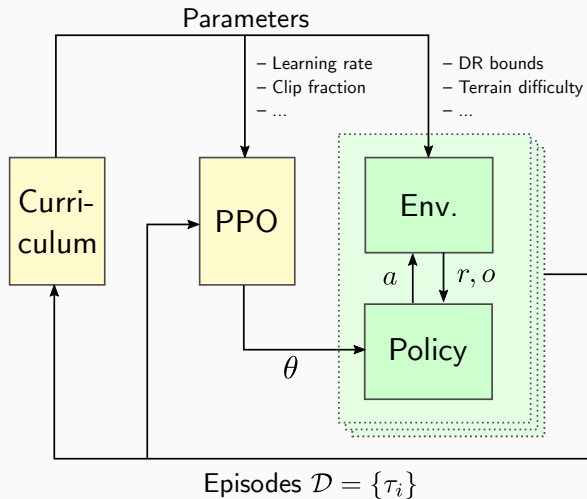 Parameters
– Learning rate
– Clip fraction
– ...
– DR bounds
– Terrain difficulty
– ...
Curri-
culum
PPO
Env.
a
r, o
Policy
θ
Episodes 𝒟 = {τᵢ}